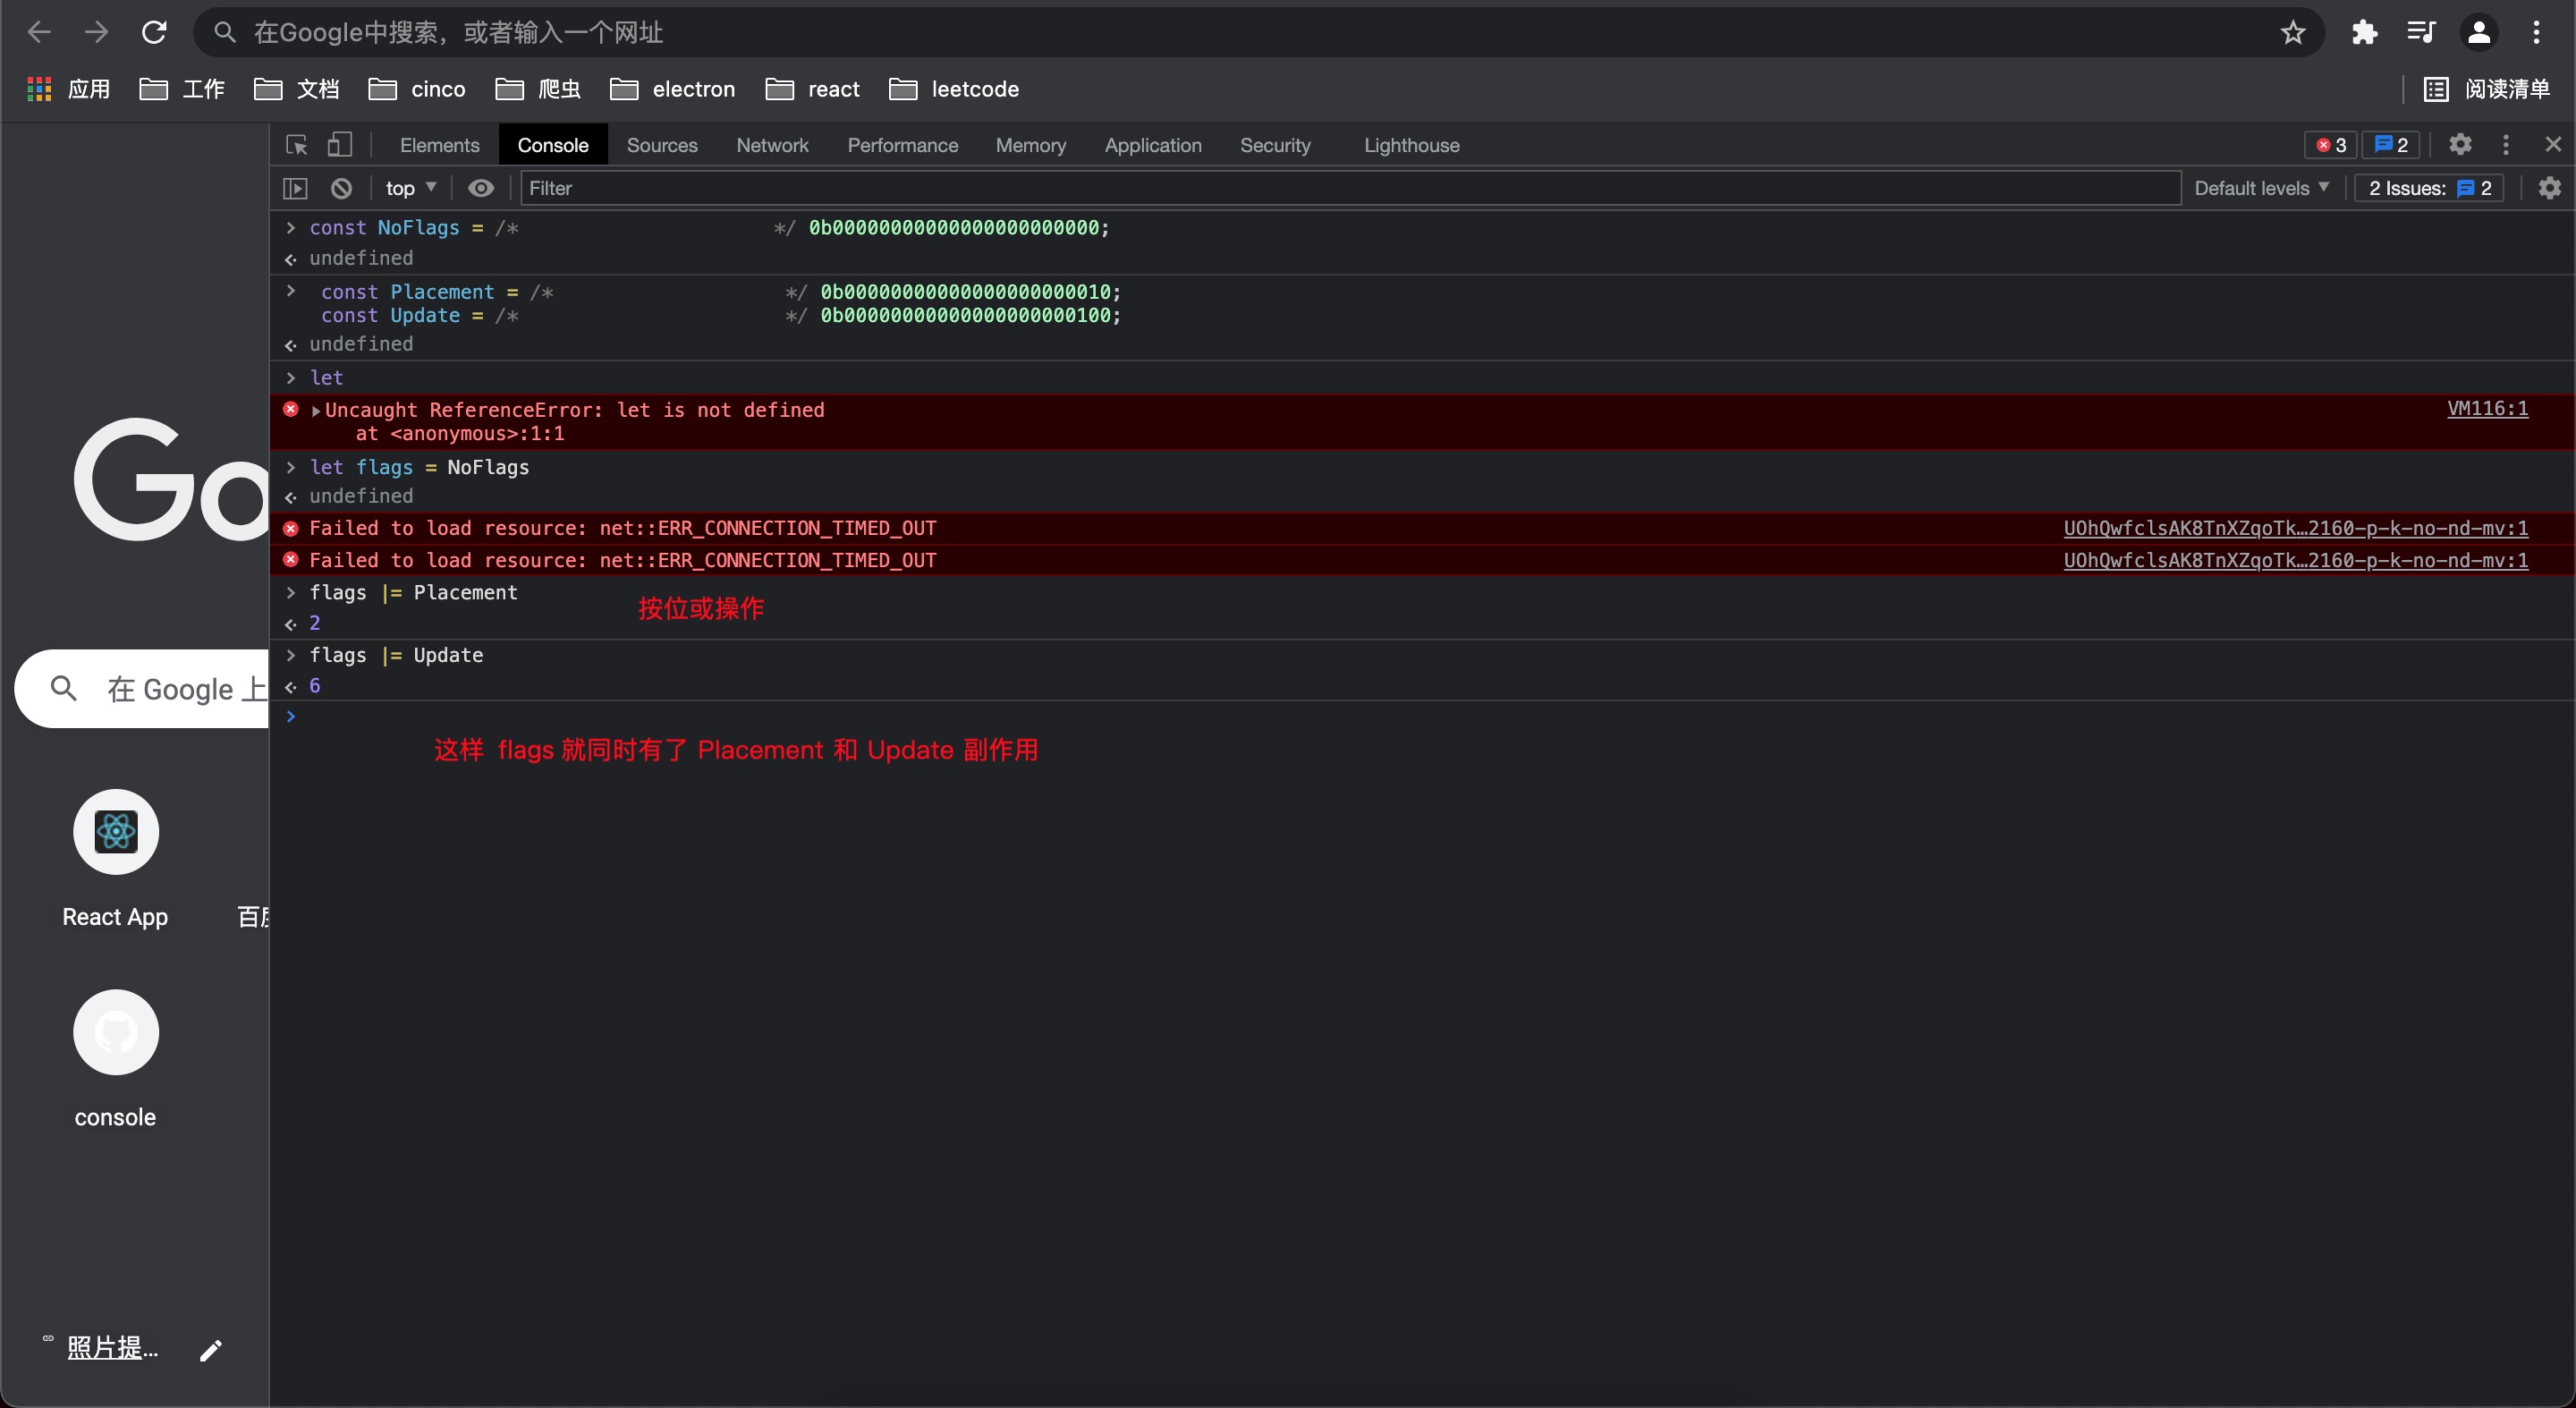 在Google中搜索，或者输入一个网址
应用 工作 文档 cinco 爬虫 electron react leetcode 阅读清单
Elements Console Sources Network Performance Memory Application Security Lighthouse 3 2
top Filter Default levels 2 Issues: 2
const NoFlags = /*                      */ 0b00000000000000000000000;
undefined
const Placement = /*                    */ 0b00000000000000000000010;
const Update = /*                       */ 0b00000000000000000000100;
undefined
let
Uncaught ReferenceError: let is not defined VM116:1
at <anonymous>:1:1
let flags = NoFlags
undefined
Failed to load resource: net::ERR_CONNECTION_TIMED_OUT UOhQwfclsAK8TnXZqoTk…2160-p-k-no-nd-mv:1
Failed to load resource: net::ERR_CONNECTION_TIMED_OUT UOhQwfclsAK8TnXZqoTk…2160-p-k-no-nd-mv:1
flags |= Placement
按位或操作
2
flags |= Update
6
这样 flags 就同时有了 Placement 和 Update 副作用
Go
在 Google 上
React App
console
照片提...